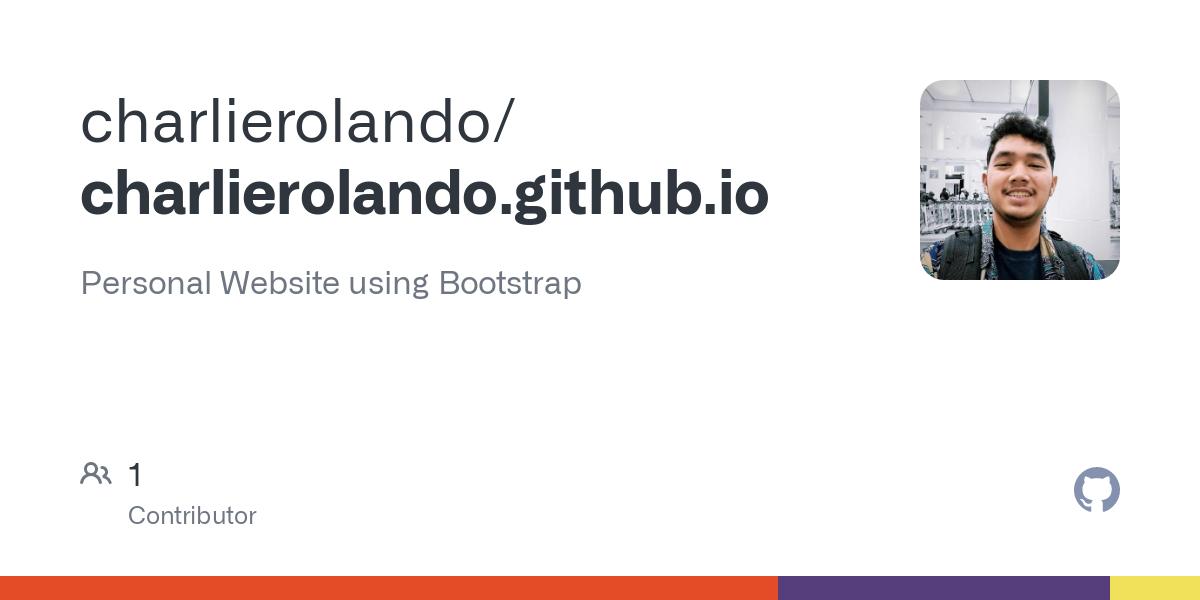 charlierolando/
charlierolando.github.io
Personal Website using Bootstrap
1
Contributor